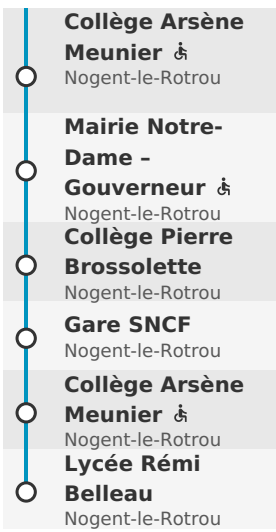 Collège Arsène
Meunier ♿
Nogent-le-Rotrou
Mairie Notre-
Dame –
Gouverneur ♿
Nogent-le-Rotrou
Collège Pierre
Brossolette
Nogent-le-Rotrou
Gare SNCF
Nogent-le-Rotrou
Collège Arsène
Meunier ♿
Nogent-le-Rotrou
Lycée Rémi
Belleau
Nogent-le-Rotrou